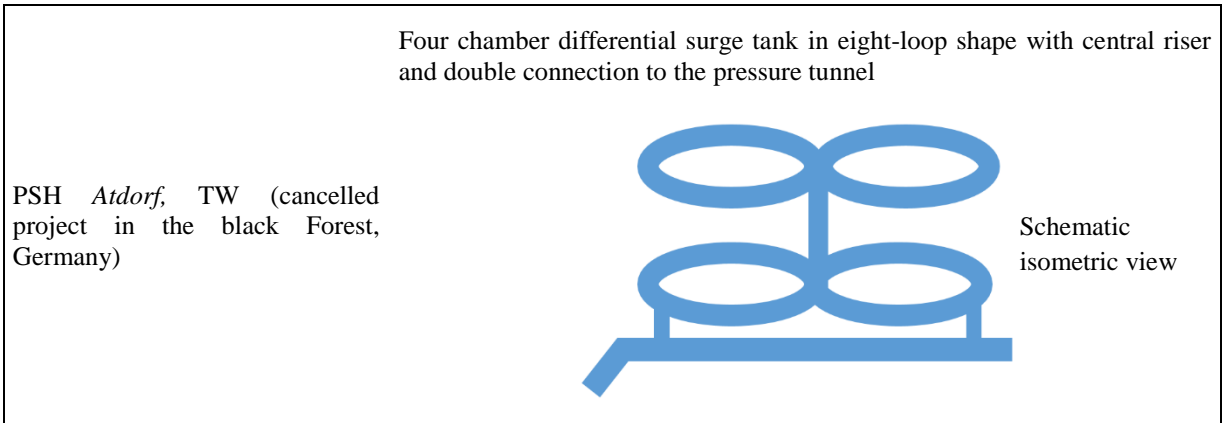 Four chamber differential surge tank in eight-loop shape with central riser
and double connection to the pressure tunnel
PSH Atdorf, TW (cancelled
project in the black Forest,
Germany)
Schematic
isometric view